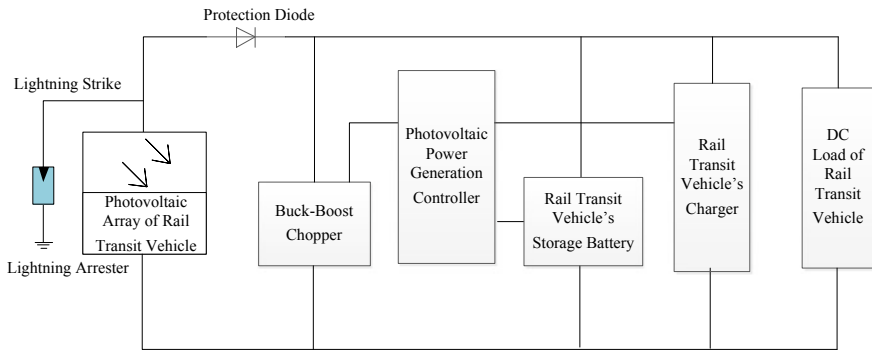 Protection Diode
Lightning Strike
Photovoltaic
Array of Rail
Transit Vehicle
Lightning Arrester
Buck-Boost
Chopper
Photovoltaic
Power
Generation
Controller
Rail Transit
Vehicle's
Storage Battery
Rail
Transit
Vehicle's
Charger
DC
Load of
Rail
Transit
Vehicle